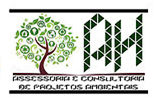 AH
ASSESSORIA E CONSULTORIA
DE PROJETOS AMBIENTAIS